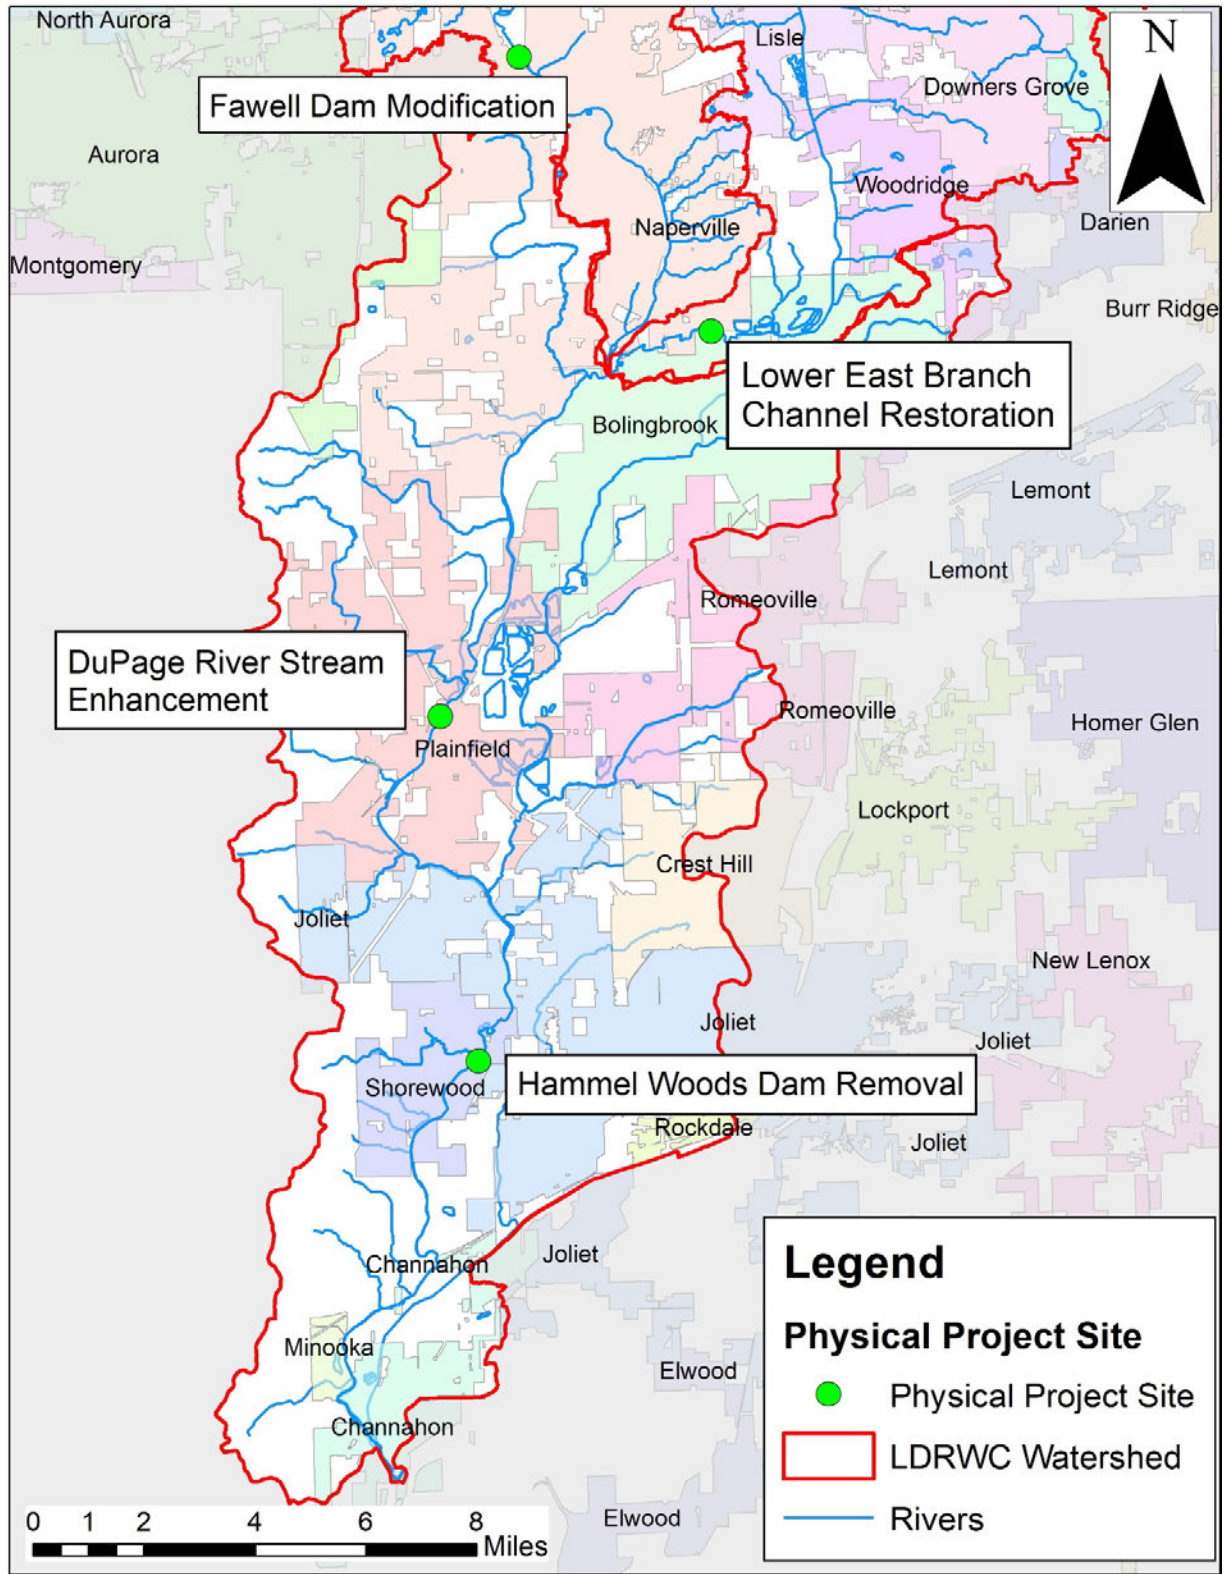 North Aurora
Lisle
N
Downers Grove
Fawell Dam Modification
Aurora
Woodridge
Naperville
Darien
Montgomery
Burr Ridge
Lower East Branch
Channel Restoration
Bolingbrook
Lemont
Lemont
Romeoville
DuPage River Stream
Enhancement
Romeoville
Homer Glen
Plainfield
Lockport
Crest Hill
Joliet
New Lenox
Joliet
Joliet
Shorewood
Hammel Woods Dam Removal
Rockdale
Joliet
Joliet
Channahon
Minooka
Elwood
Channahon
Elwood
Legend
Physical Project Site
Physical Project Site
LDRWC Watershed
Rivers
0 1 2 4 6 8
Miles